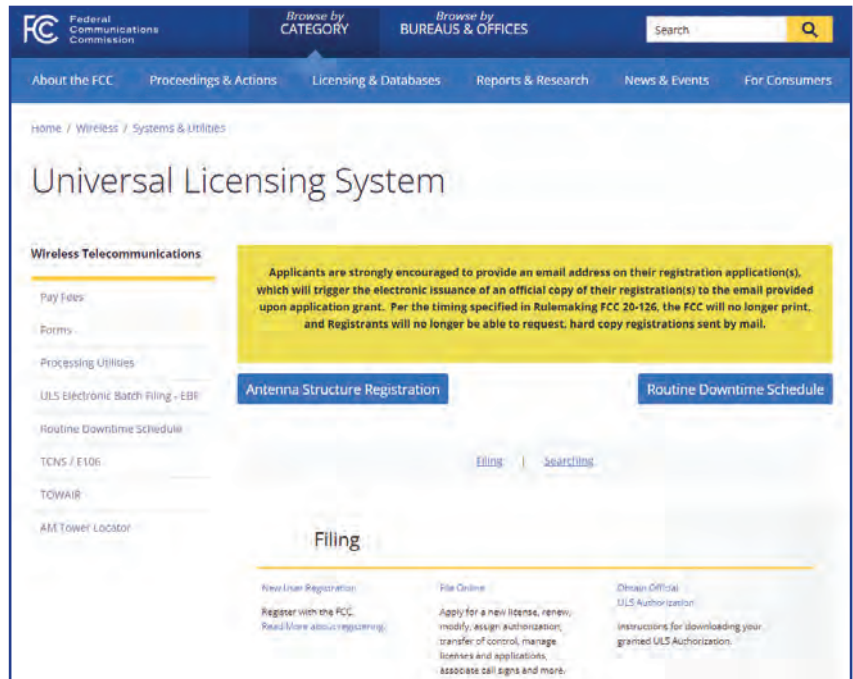 Federal
Communications
Commission
Browse by
CATEGORY
Browse by
BUREAUS & OFFICES
Search
About the FCC
Proceedings & Actions
Licensing & Databases
Reports & Research
News & Events
For Consumers
Home / Wireless / Systems & Utilities
Universal Licensing System
Wireless Telecommunications
Pay Fees
Forms
Processing Utilities
ULS Electronic Batch Filing - EBF
Routine Downtime Schedule
TCNS / E106
TOWAIR
AM Tower Locator
Applicants are strongly encouraged to provide an email address on their registration application(s),
which will trigger the electronic issuance of an official copy of their registration(s) to the email provided
upon application grant. Per the timing specified in Rulemaking FCC 20-126, the FCC will no longer print,
and Registrants will no longer be able to request, hard copy registrations sent by mail.
Antenna Structure Registration
Routine Downtime Schedule
Filing | Searching
Filing
New User Registration
Register with the FCC.
Read More about registering.
File Online
Apply for a new license, renew,
modify, assign authorization,
transfer of control, manage
licenses and applications,
associate call signs and more.
Obtain Official
ULS Authorization
Instructions for downloading your
granted ULS Authorization.